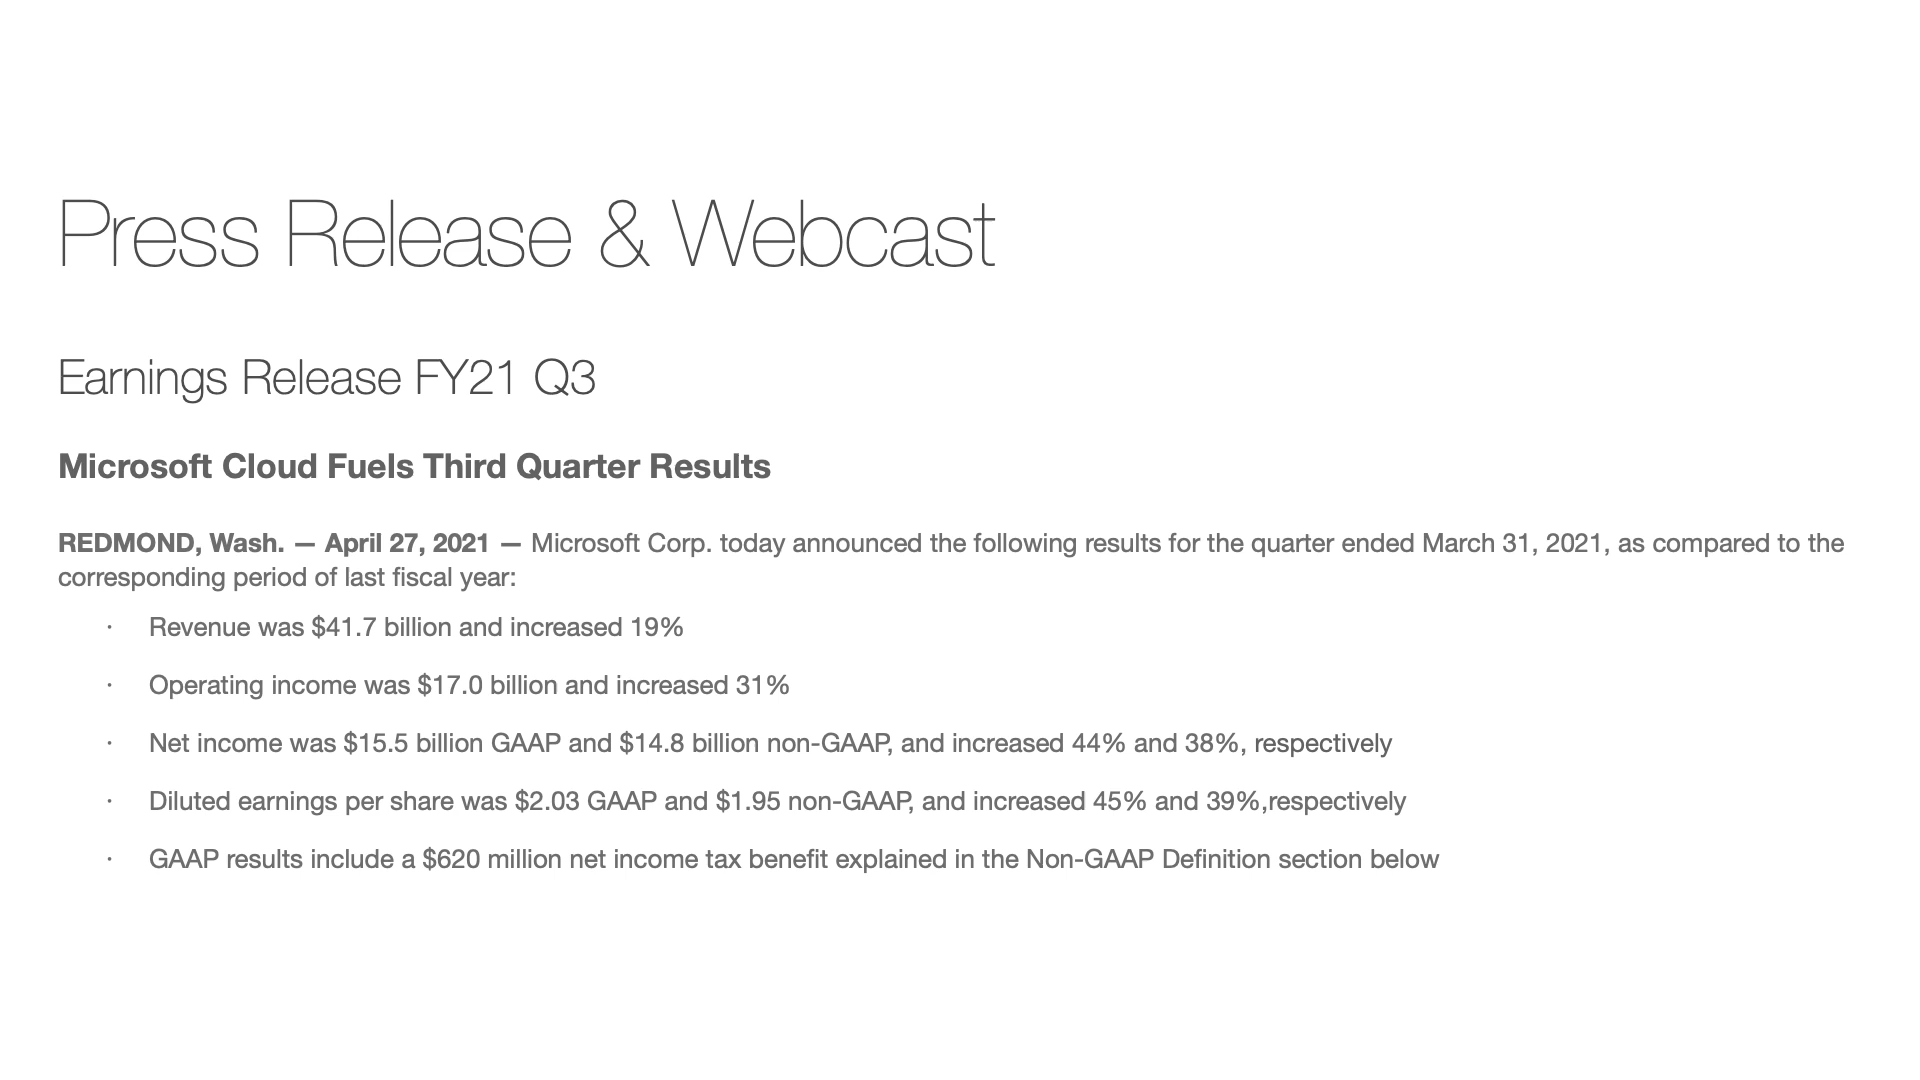 Press Release & Webcast
Earnings Release FY21 Q3
Microsoft Cloud Fuels Third Quarter Results
REDMOND, Wash. — April 27, 2021 — Microsoft Corp. today announced the following results for the quarter ended March 31, 2021, as compared to the
corresponding period of last fiscal year:
· Revenue was $41.7 billion and increased 19%
· Operating income was $17.0 billion and increased 31%
· Net income was $15.5 billion GAAP and $14.8 billion non-GAAP, and increased 44% and 38%, respectively
· Diluted earnings per share was $2.03 GAAP and $1.95 non-GAAP, and increased 45% and 39%,respectively
· GAAP results include a $620 million net income tax benefit explained in the Non-GAAP Definition section below